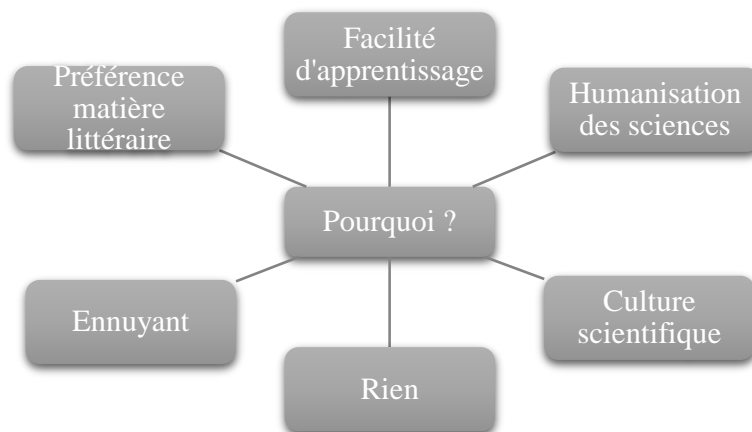 Facilité
d'apprentissage
Préférence
matière
littéraire
Humanisation
des sciences
Pourquoi ?
Ennuyant
Culture
scientifique
Rien